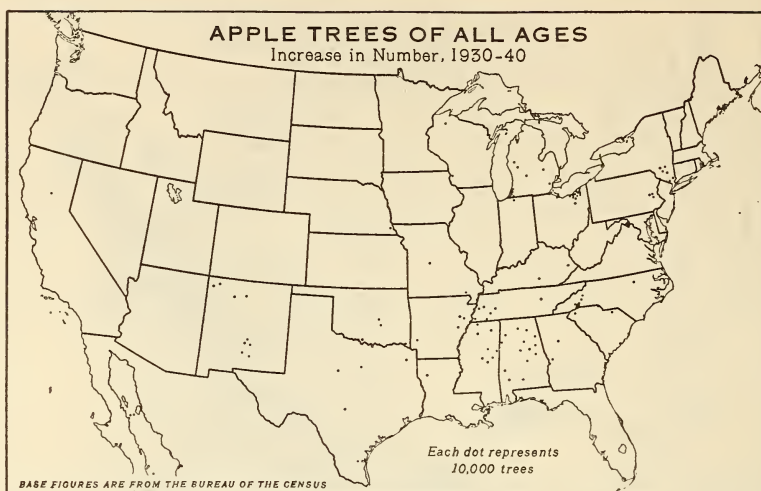 APPLE TREES OF ALL AGES
Increase in Number, 1930-40
Each dot represents
10,000 trees
BASE FIGURES ARE FROM THE BUREAU OF THE CENSUS